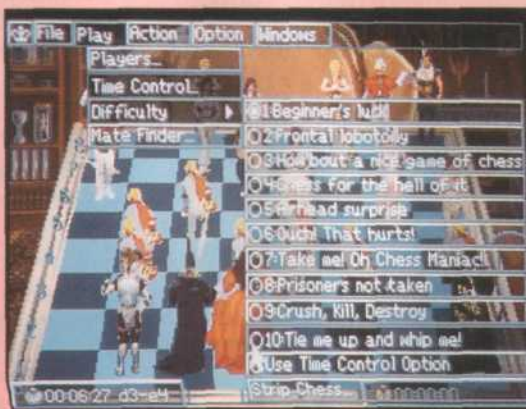 File Play Action Option Windows
Players...
Time Control...
Difficulty
Mate Finder...
1 Beginner's luck
2 Frontal lobotomy
3 How about a nice game of chess
4 Chess for the hell of it
5 Airhead surprise
6 Ouch! That hurts!
7 Take me! Oh Chess Maniac!
8 Prisoner's not taken
9 Crush, Kill, Destroy
10 Tie me up and whip me!
Use Time Control Option
Strip Chess...
00:06:27 d3-e4